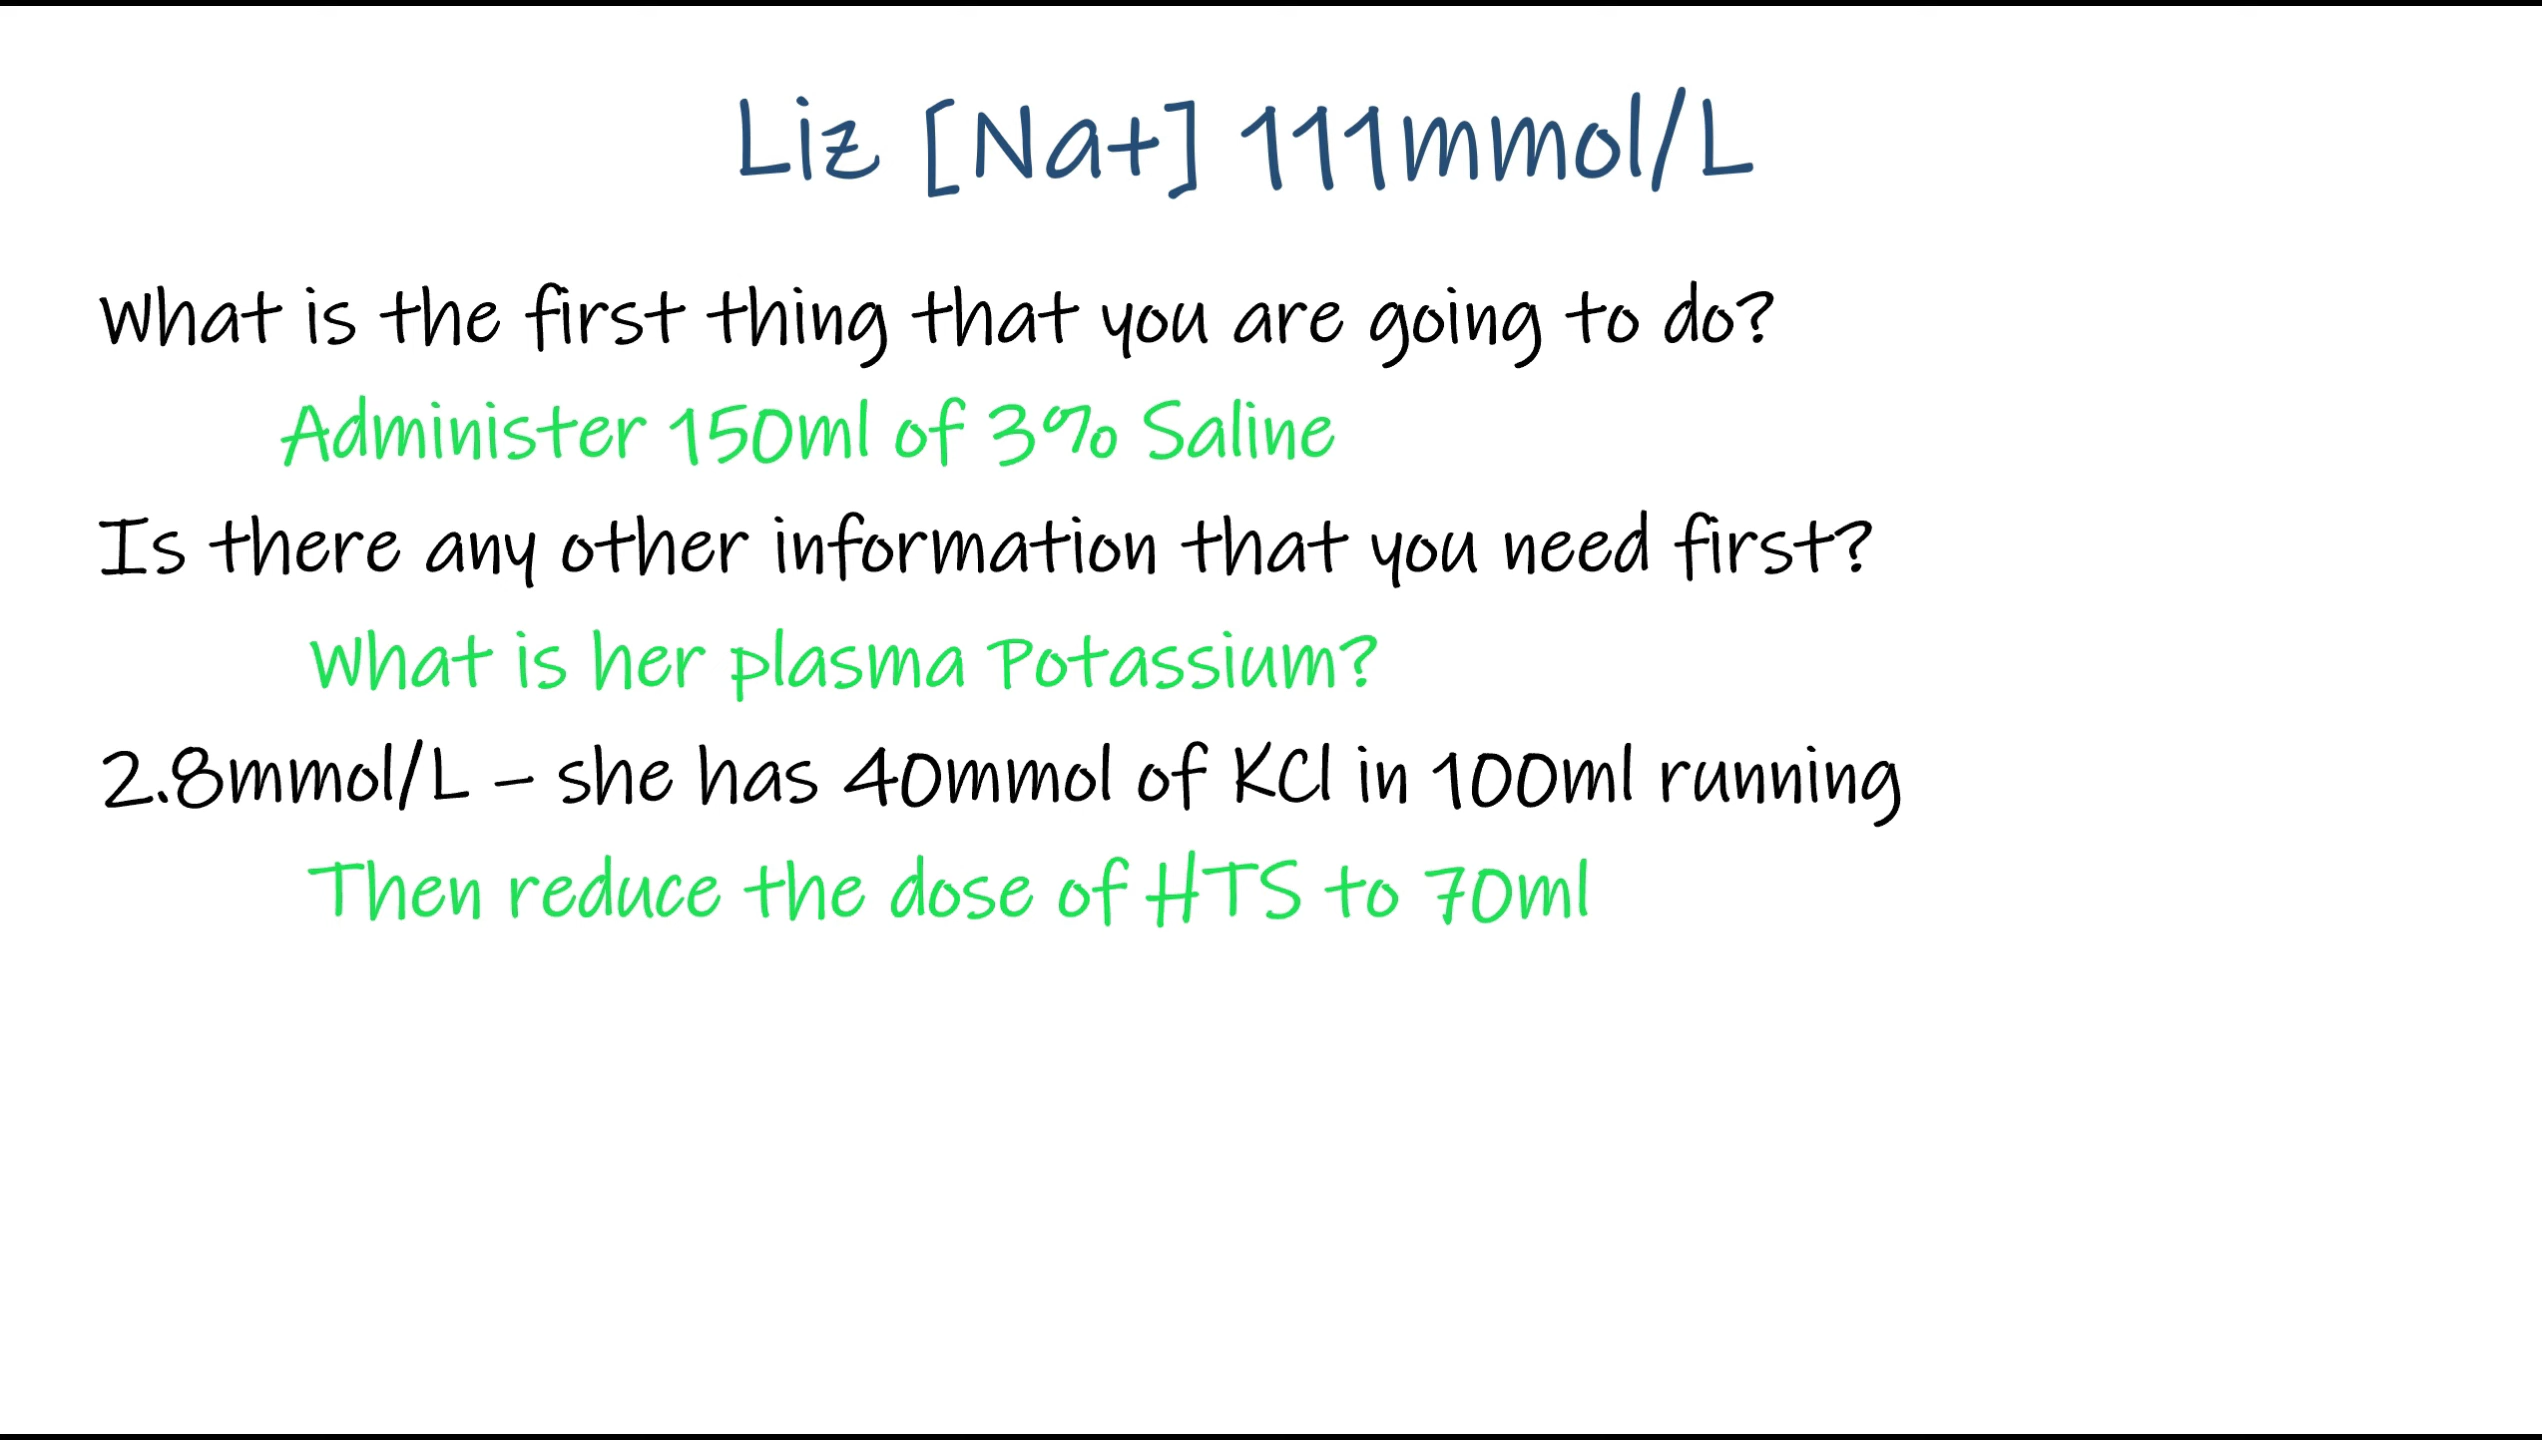 Liz [Na+] 111mmol/L
What is the first thing that you are going to do?
Administer 150ml of 3% Saline
Is there any other information that you need first?
What is her plasma Potassium?
2.8mmol/L – she has 40mmol of KCl in 100ml running
Then reduce the dose of HTS to 70ml